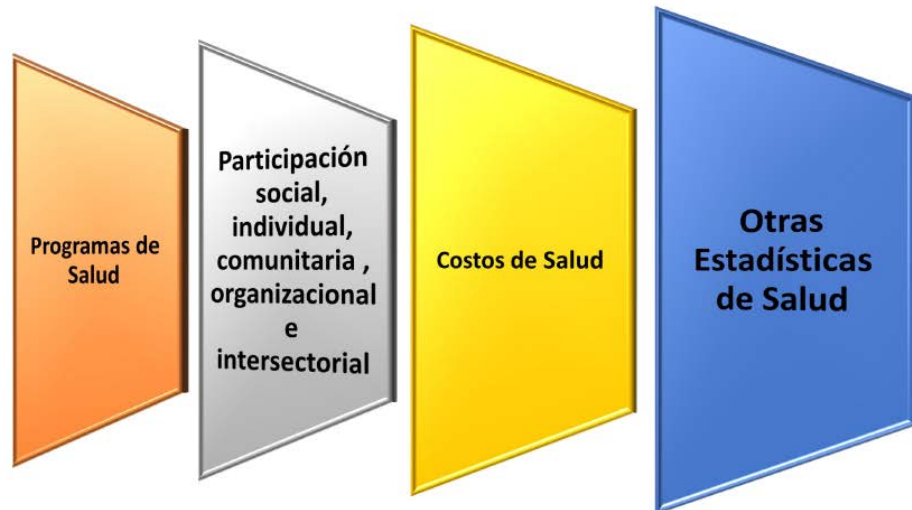 Programas de
Salud
Participación
social,
individual,
comunitaria ,
organizacional
e
intersectorial
Costos de Salud
Otras
Estadísticas
de Salud